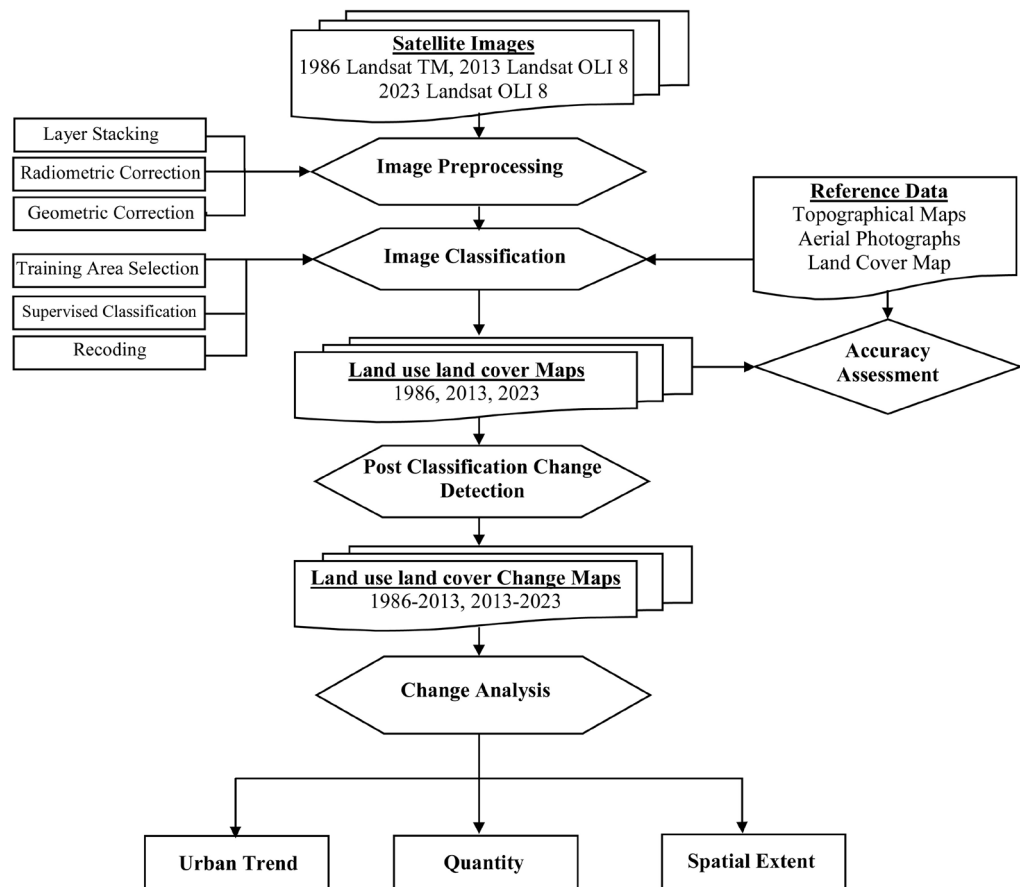 Satellite Images
1986 Landsat TM, 2013 Landsat OLI 8
2023 Landsat OLI 8
Layer Stacking
Radiometric Correction
Geometric Correction
Image Preprocessing
Reference Data
Topographical Maps
Aerial Photographs
Land Cover Map
Training Area Selection
Supervised Classification
Recoding
Image Classification
Land use land cover Maps
1986, 2013, 2023
Accuracy
Assessment
Post Classification Change
Detection
Land use land cover Change Maps
1986-2013, 2013-2023
Change Analysis
Urban Trend
Quantity
Spatial Extent